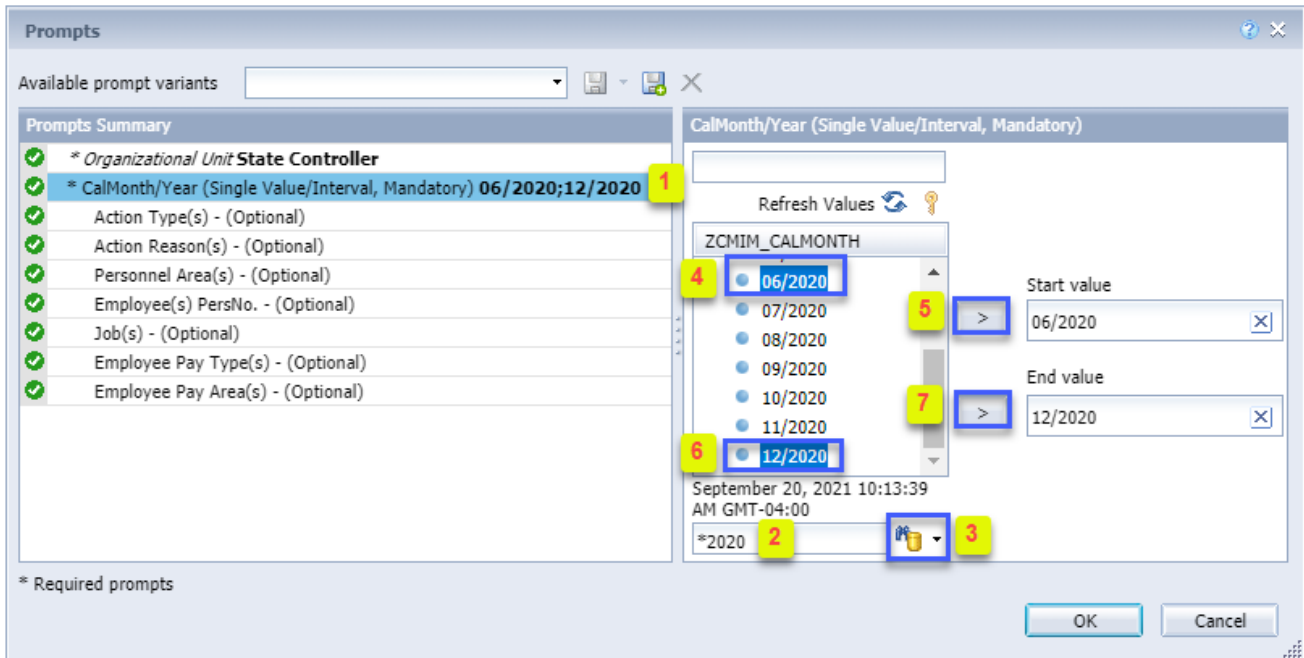 Prompts
Available prompt variants
Prompts Summary
* Organizational Unit State Controller
* CalMonth/Year (Single Value/Interval, Mandatory) 06/2020;12/2020 1
Action Type(s) - (Optional)
Action Reason(s) - (Optional)
Personnel Area(s) - (Optional)
Employee(s) PersNo. - (Optional)
Job(s) - (Optional)
Employee Pay Type(s) - (Optional)
Employee Pay Area(s) - (Optional)
CalMonth/Year (Single Value/Interval, Mandatory)
Refresh Values
ZCMIM_CALMONTH
4 06/2020
07/2020
08/2020
09/2020
10/2020
11/2020
6 12/2020
September 20, 2021 10:13:39
AM GMT-04:00
*2020 2 3
Start value
5 > 06/2020
End value
7 > 12/2020
* Required prompts
OK Cancel